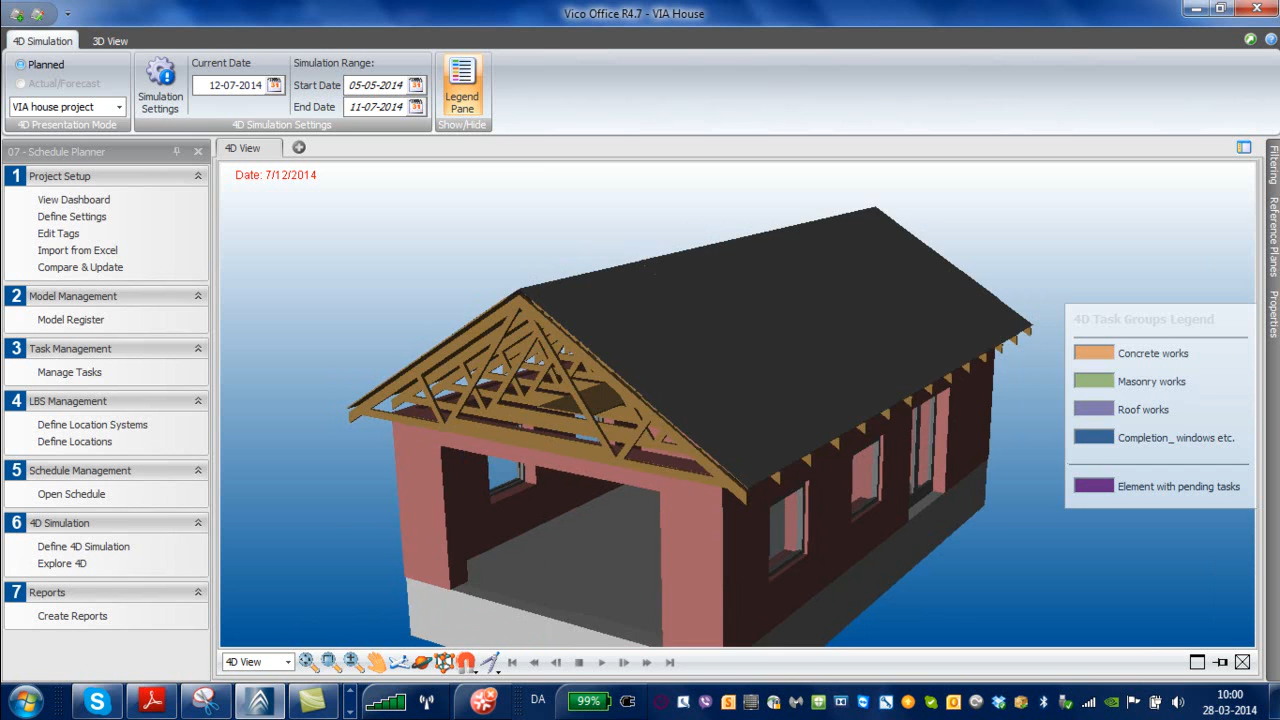 Vico Office R4.7 - VIA House
4D Simulation
3D View
Planned
Actual/Forecast
VIA house project
4D Presentation Mode
Simulation
Settings
Current Date
12-07-2014
Simulation Range:
Start Date 05-05-2014
End Date 11-07-2014
4D Simulation Settings
Legend
Pane
Show/Hide
07 - Schedule Planner
1 Project Setup
View Dashboard
Define Settings
Edit Tags
Import from Excel
Compare & Update
2 Model Management
Model Register
3 Task Management
Manage Tasks
4 LBS Management
Define Location Systems
Define Locations
5 Schedule Management
Open Schedule
6 4D Simulation
Define 4D Simulation
Explore 4D
7 Reports
Create Reports
4D View
Date: 7/12/2014
4D Task Groups Legend
Concrete works
Masonry works
Roof works
Completion_ windows etc.
Element with pending tasks
Filtering
Reference Planes
Properties
4D View
DA
99%
10:00
28-03-2014